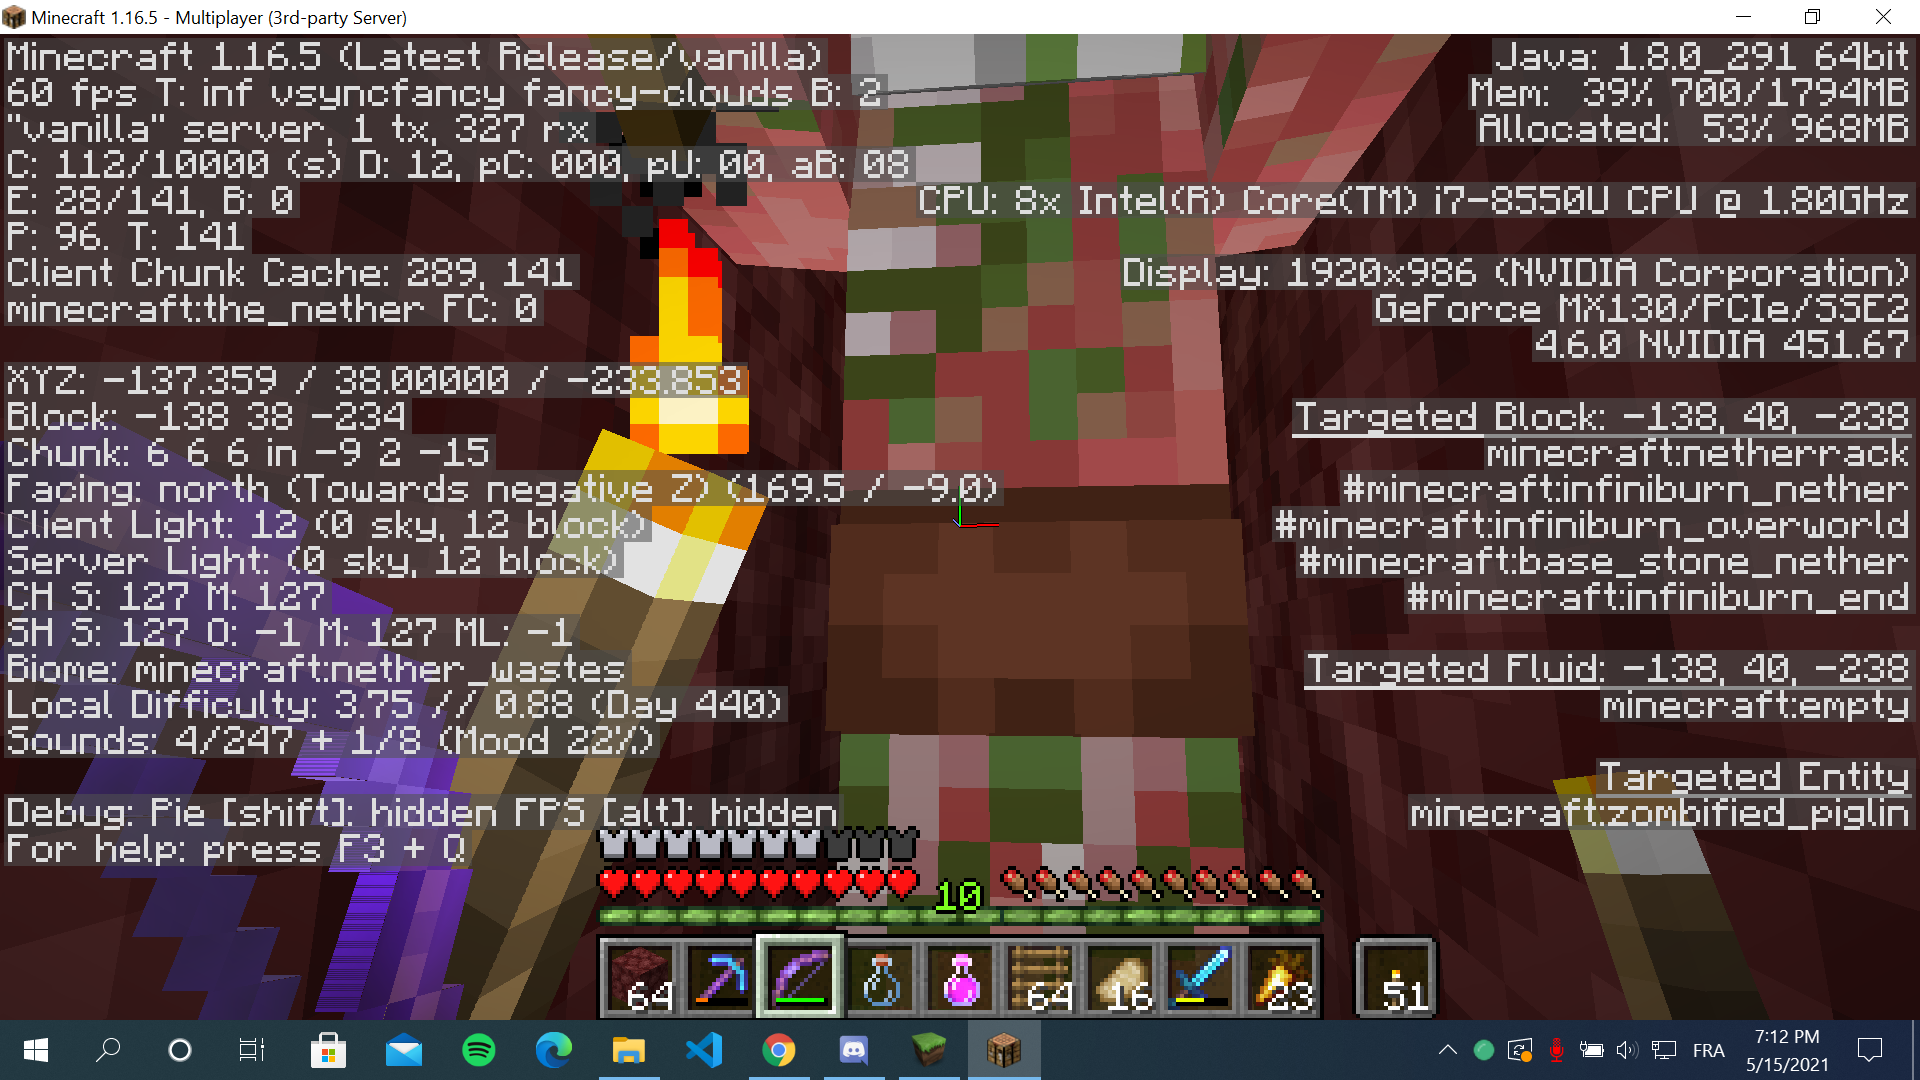 Minecraft 1.16.5 - Multiplayer (3rd-party Server)
Minecraft 1.16.5 (Latest Release/vanilla)
60 fps T: inf vsyncfancy fancy-clouds B: 2
"vanilla" server, 1 tx, 327 rx
C: 112/10000 (s) D: 12, pC: 000, pU: 00, aB: 08
E: 28/141, B: 0
P: 96. T: 141
Client Chunk Cache: 289, 141
minecraft:the_nether FC: 0
XYZ: -137.359 / 38.00000 / -233.853
Block: -138 38 -234
Chunk: 6 6 6 in -9 2 -15
Facing: north (Towards negative Z) (169.5 / -9.0)
Client Light: 12 (0 sky, 12 block)
Server Light: (0 sky, 12 block)
CH S: 127 M: 127
SH S: 127 O: -1 M: 127 ML: -1
Biome: minecraft:nether_wastes
Local Difficulty: 3.75 // 0.88 (Day 440)
Sounds: 4/247 + 1/8 (Mood 22%)
Debug: Pie [shift]: hidden FPS [alt]: hidden
For help: press F3 + Q
Java: 1.8.0_291 64bit
Mem: 39% 700/1794MB
Allocated: 53% 968MB
CPU: 8x Intel(R) Core(TM) i7-8550U CPU @ 1.80GHz
Display: 1920x986 (NVIDIA Corporation)
GeForce MX130/PCIe/SSE2
4.6.0 NVIDIA 451.67
Targeted Block: -138, 40, -238
minecraft:netherrack
#minecraft:infiniburn_nether
#minecraft:infiniburn_overworld
#minecraft:base_stone_nether
#minecraft:infiniburn_end
Targeted Fluid: -138, 40, -238
minecraft:empty
Targeted Entity
minecraft:zombified_piglin
10
64 64 16 23 51
FRA
7:12 PM
5/15/2021